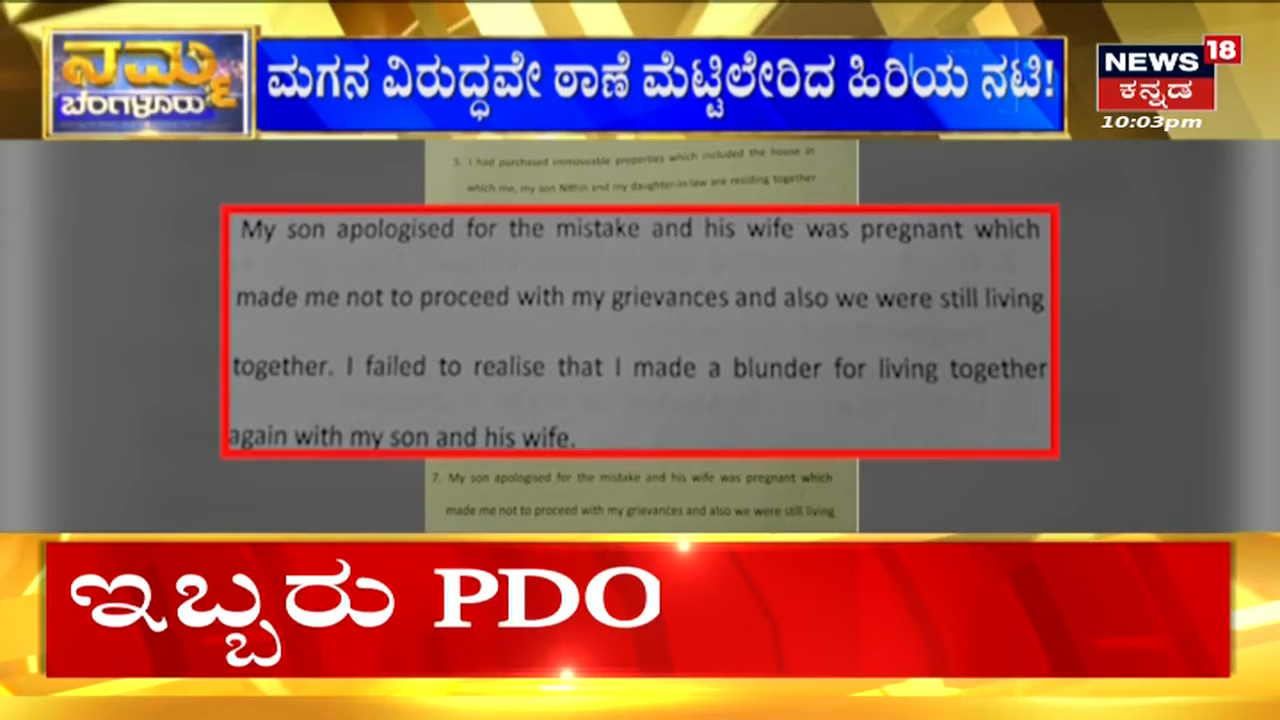 ನಮ್ಮ
ಬೆಂಗಳೂರು
ಮಗನ ವಿರುದ್ಧವೇ ಠಾಣೆ ಮೆಟ್ಟಿಲೇರಿದ ಹಿರಿಯ ನಟಿ!
NEWS 18
ಕನ್ನಡ
10:03pm
5. I had purchased immoveable properties which included the house in
which me, my son Nithin and my daughter-in-law are residing together
My son apologised for the mistake and his wife was pregnant which
made me not to proceed with my grievances and also we were still living
together. I failed to realise that I made a blunder for living together
again with my son and his wife.
7. My son apologised for the mistake and his wife was pregnant which
made me not to proceed with my grievances and also we were still living
ಇಬ್ಬರು PDO